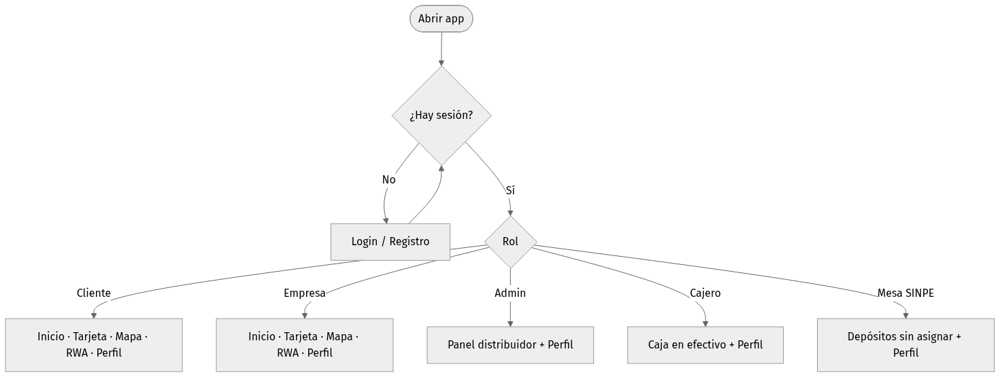 Abrir app
¿Hay sesión?
No
Sí
Login / Registro
Rol
Cliente
Empresa
Admin
Cajero
Mesa SINPE
Inicio · Tarjeta · Mapa ·
RWA · Perfil
Inicio · Tarjeta · Mapa ·
RWA · Perfil
Panel distribuidor + Perfil
Caja en efectivo + Perfil
Depósitos sin asignar +
Perfil